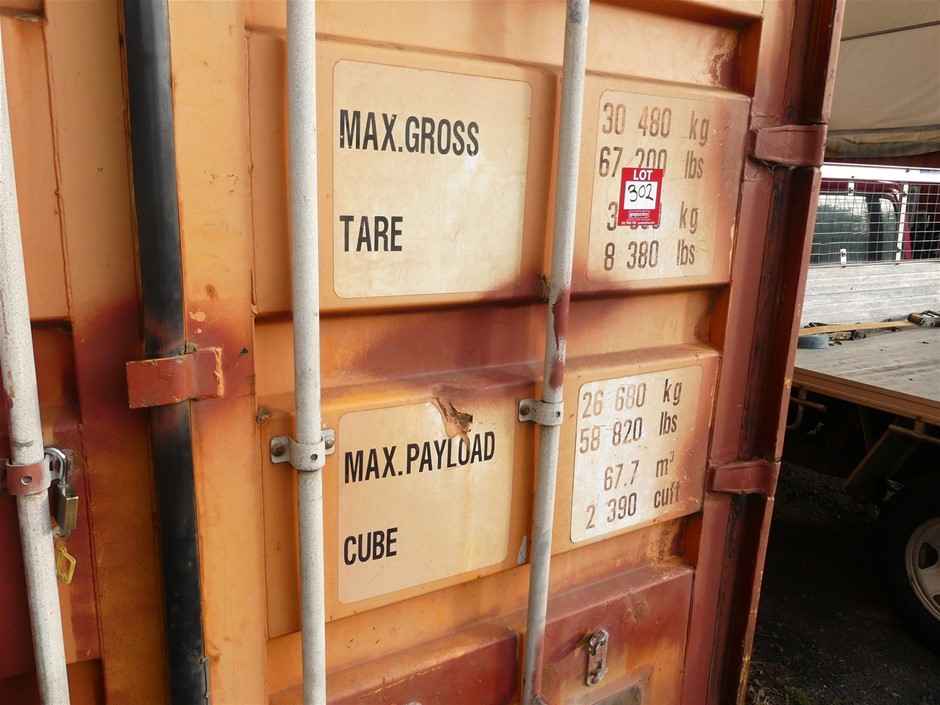 MAX.GROSS
30 480 kg
67 200 lbs
LOT
302
TARE
kg
8 380 lbs
MAX.PAYLOAD
26 680 kg
58 820 lbs
CUBE
67.7 m³
2 390 cuft